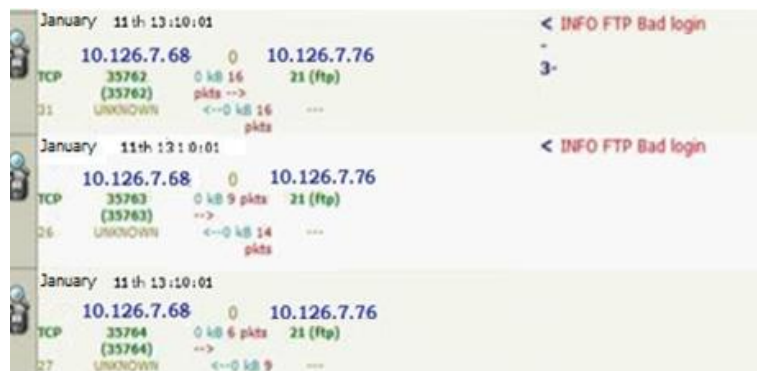 January 11th 13:10:01 < INFO FTP Bad login
-
10.126.7.68 0 10.126.7.76
3-
TCP 35762 0 kB 16 21 (ftp)
(35762) pkts -->
31 UNKNOWN <--0 kB 16 ---
pkts
January 11th 13:10:01 < INFO FTP Bad login
10.126.7.68 0 10.126.7.76
TCP 35763 0 kB 9 pkts 21 (ftp)
(35763) -->
26 UNKNOWN <--0 kB 14 ---
pkts
January 11th 13:10:01
10.126.7.68 0 10.126.7.76
TCP 35764 0 kB 6 pkts 21 (ftp)
(35764) -->
27 UNKNOWN <--0 kB 9 ---